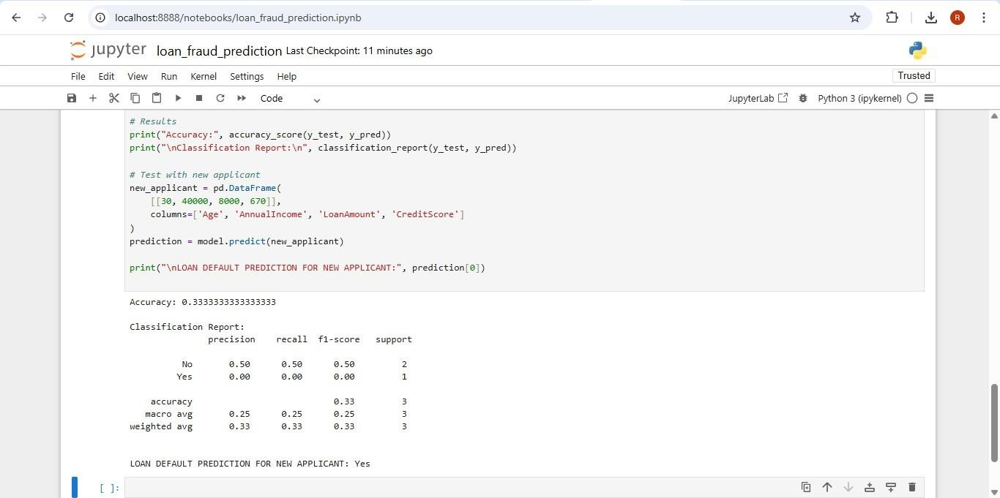 localhost:8888/notebooks/loan_fraud_prediction.ipynb
R
jupyter loan_fraud_prediction Last Checkpoint: 11 minutes ago
File Edit View Run Kernel Settings Help
Trusted
Code
JupyterLab
Python 3 (ipykernel)
# Results
print("Accuracy:", accuracy_score(y_test, y_pred))
print("\nClassification Report:\n", classification_report(y_test, y_pred))
# Test with new applicant
new_applicant = pd.DataFrame(
    [[30, 40000, 8000, 670]],
    columns=['Age', 'AnnualIncome', 'LoanAmount', 'CreditScore']
)
prediction = model.predict(new_applicant)
print("\nLOAN DEFAULT PREDICTION FOR NEW APPLICANT:", prediction[0])
Accuracy: 0.3333333333333333
Classification Report:
precision recall f1-score support
No 0.50 0.50 0.50 2
Yes 0.00 0.00 0.00 1
accuracy 0.33 3
macro avg 0.25 0.25 0.25 3
weighted avg 0.33 0.33 0.33 3
LOAN DEFAULT PREDICTION FOR NEW APPLICANT: Yes
[ ]: